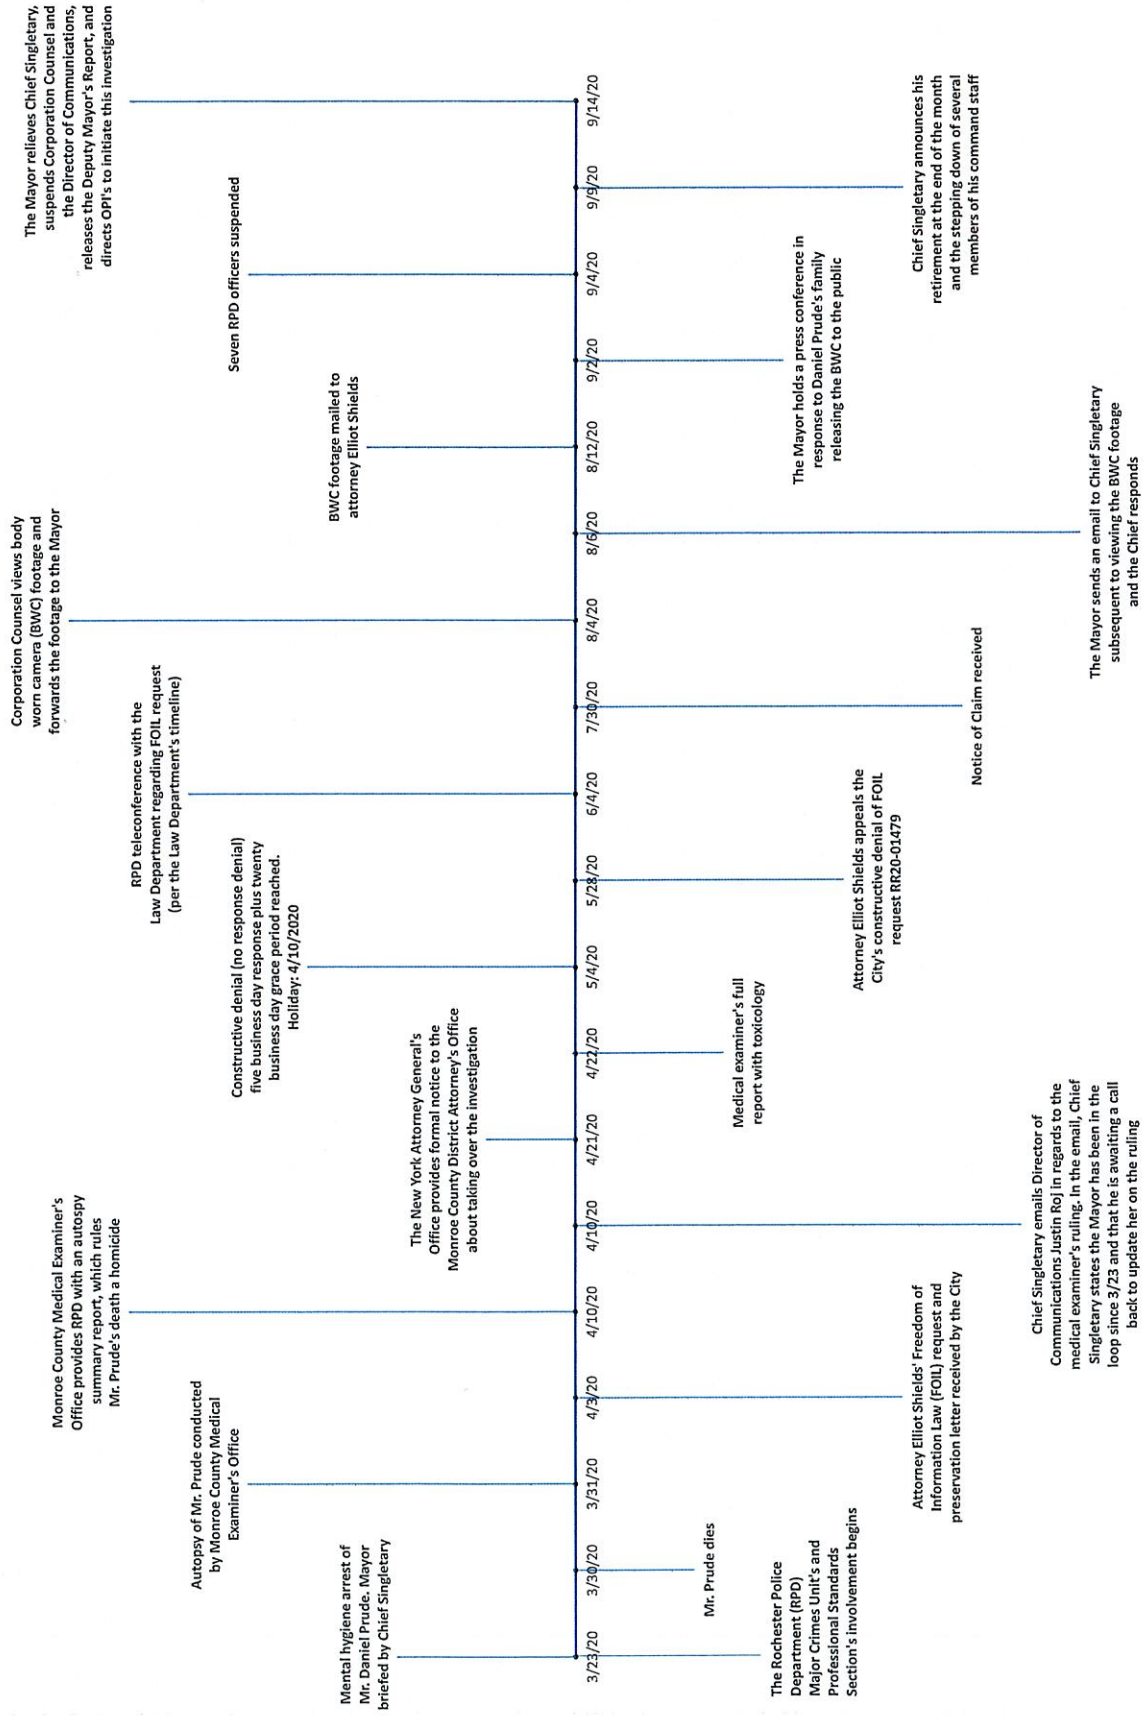 Mental hygiene arrest of
Mr. Daniel Prude. Mayor
briefed by Chief Singletary
3/23/20
The Rochester Police
Department (RPD)
Major Crimes Unit's and
Professional Standards
Section's involvement begins
3/30/20
Mr. Prude dies
Autopsy of Mr. Prude conducted
by Monroe County Medical
Examiner's Office
3/31/20
4/3/20
Attorney Elliot Shields' Freedom of
Information Law (FOIL) request and
preservation letter received by the City
Monroe County Medical Examiner's
Office provides RPD with an autospy
summary report, which rules
Mr. Prude's death a homicide
4/10/20
4/10/20
Chief Singletary emails Director of
Communications Justin Roj in regards to the
medical examiner's ruling. In the email, Chief
Singletary states the Mayor has been in the
loop since 3/23 and that he is awaiting a call
back to update her on the ruling
The New York Attorney General's
Office provides formal notice to the
Monroe County District Attorney's Office
about taking over the investigation
4/21/20
4/22/20
Medical examiner's full
report with toxicology
Constructive denial (no response denial)
five business day response plus twenty
business day grace period reached.
Holiday: 4/10/2020
5/4/20
5/28/20
Attorney Elliot Shields appeals the
City's constructive denial of FOIL
request RR20-01479
RPD teleconference with the
Law Department regarding FOIL request
(per the Law Department's timeline)
6/4/20
7/30/20
Notice of Claim received
Corporation Counsel views body
worn camera (BWC) footage and
forwards the footage to the Mayor
8/4/20
8/6/20
The Mayor sends an email to Chief Singletary
subsequent to viewing the BWC footage
and the Chief responds
BWC footage mailed to
attorney Elliot Shields
8/12/20
9/2/20
The Mayor holds a press conference in
response to Daniel Prude's family
releasing the BWC to the public
Seven RPD officers suspended
9/4/20
9/9/20
Chief Singletary announces his
retirement at the end of the month
and the stepping down of several
members of his command staff
The Mayor relieves Chief Singletary,
suspends Corporation Counsel and
the Director of Communications,
releases the Deputy Mayor's Report, and
directs OPI's to initiate this investigation
9/14/20